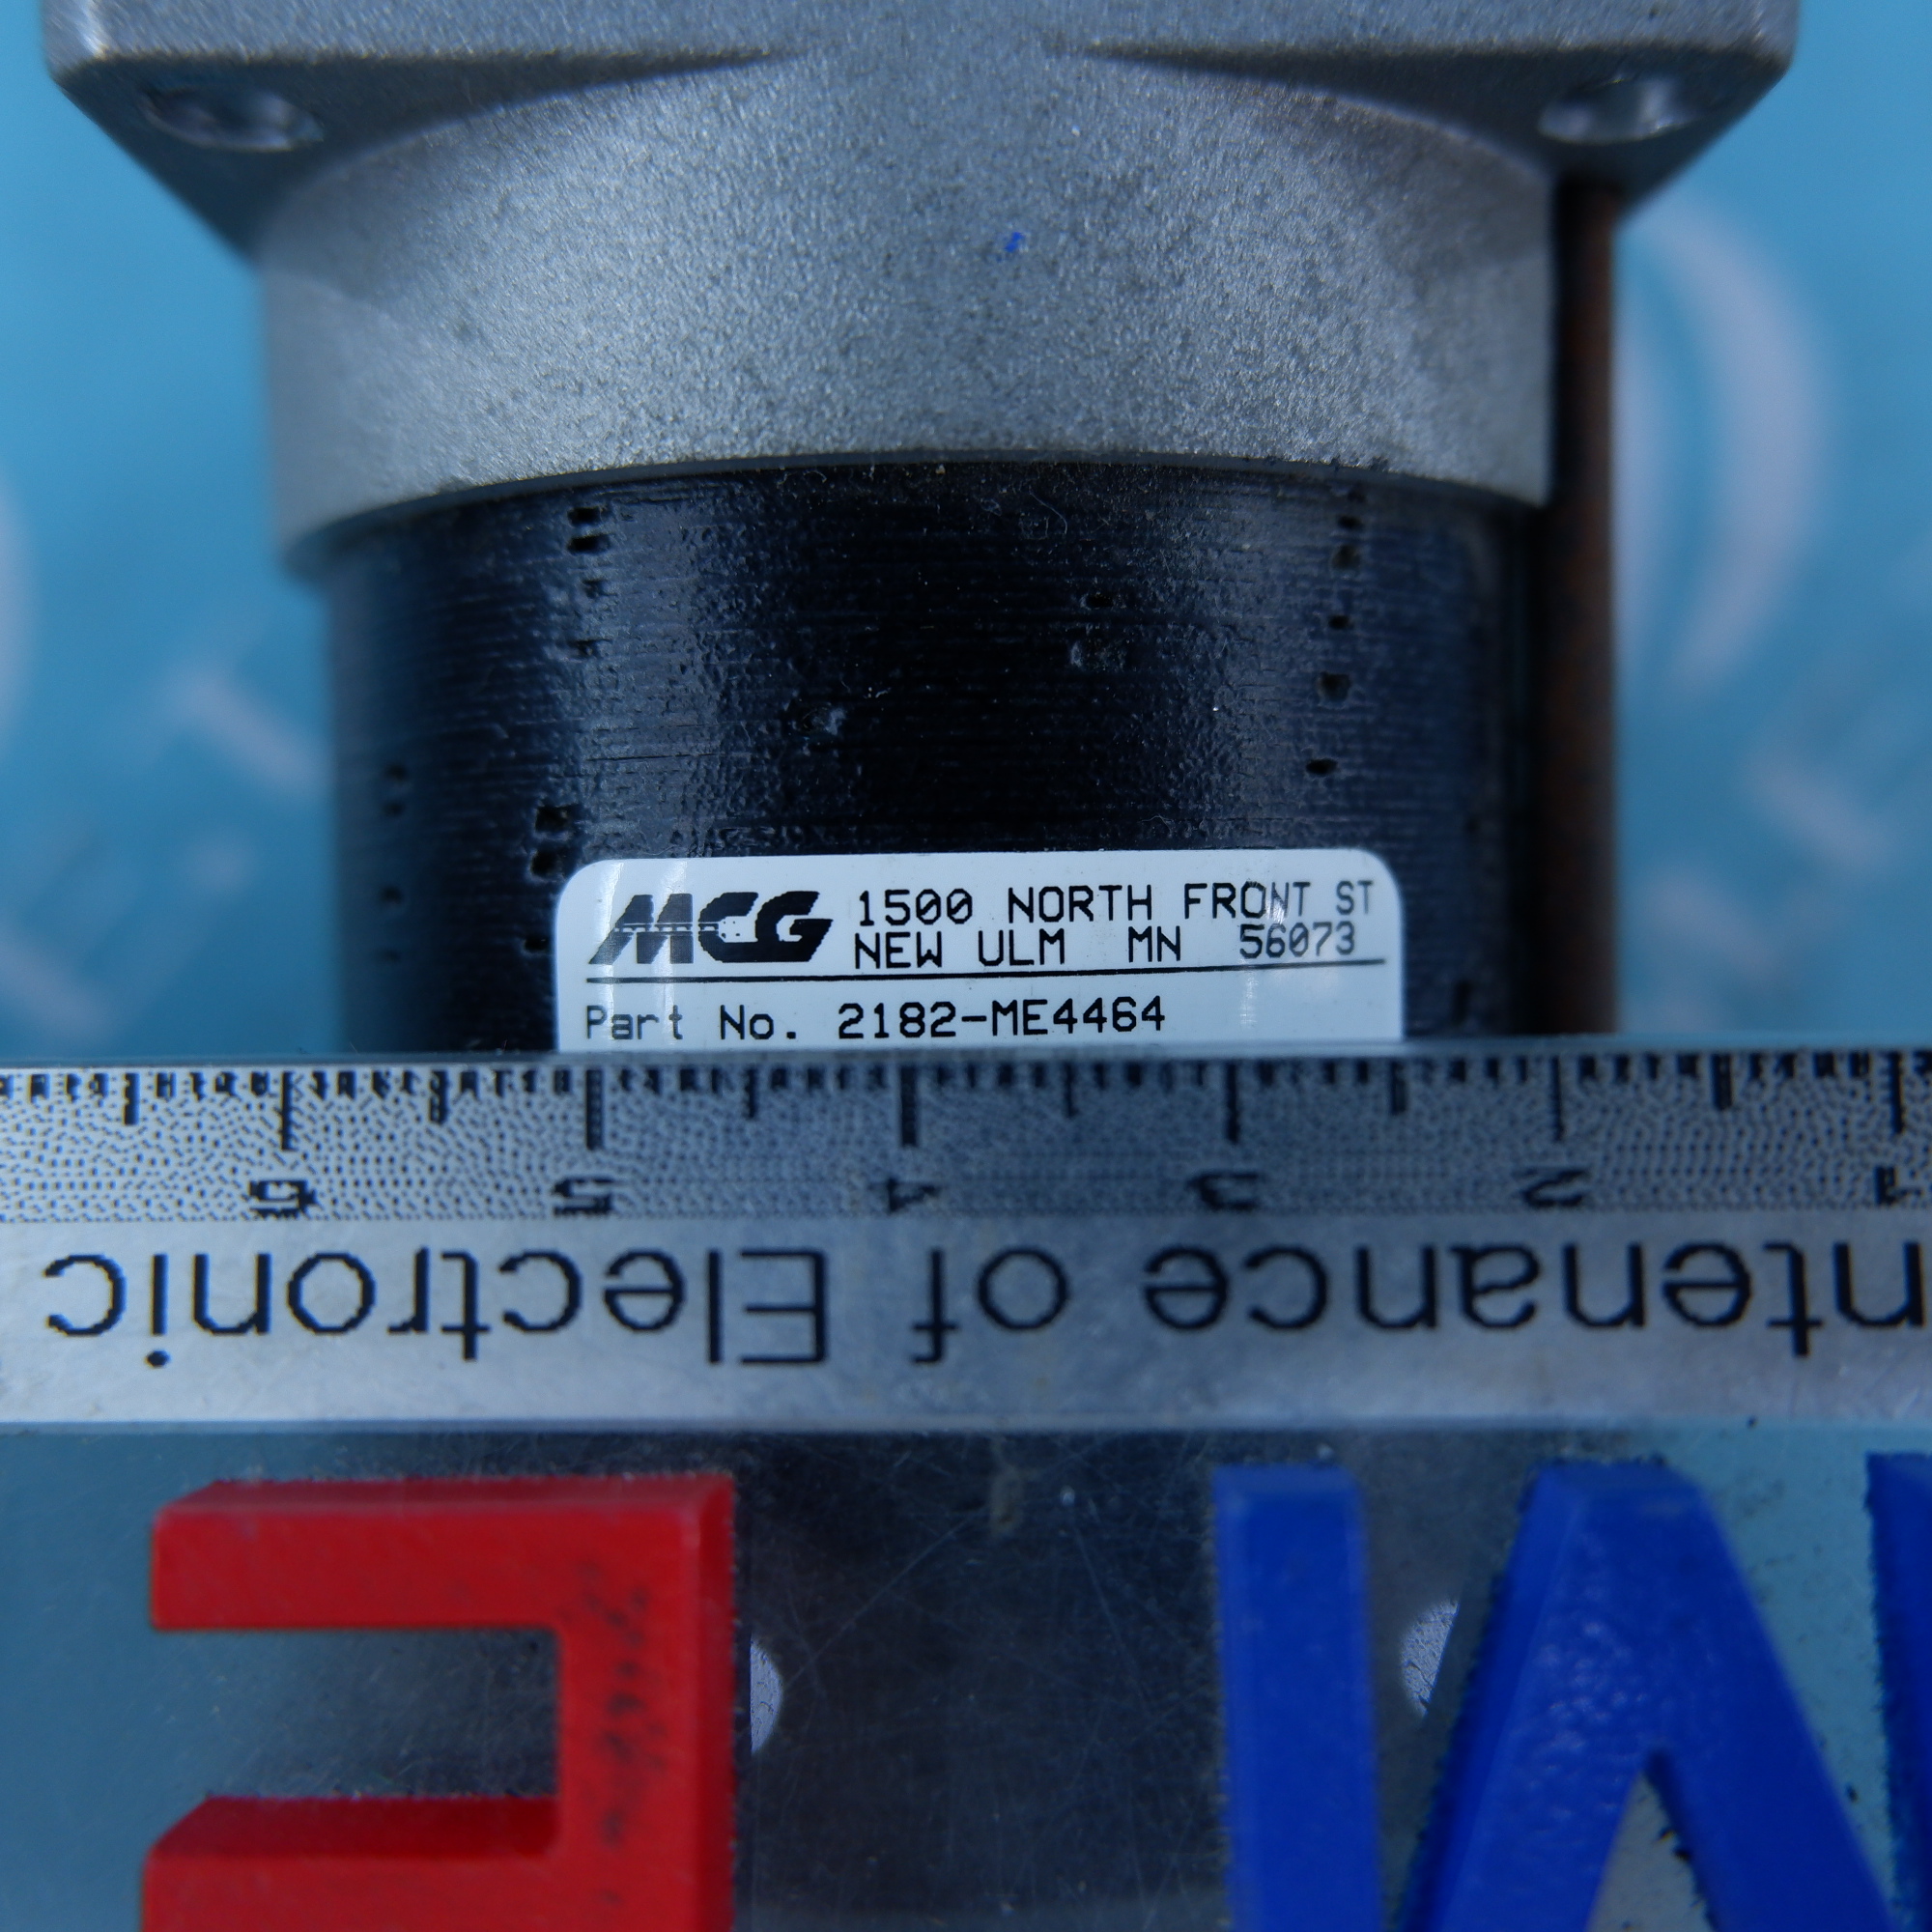 MCG 1500 NORTH FRONT ST
NEW ULM MN 56073
Part No. 2182-ME4464
6 5 4 3 2 1
ntenance of Electronic